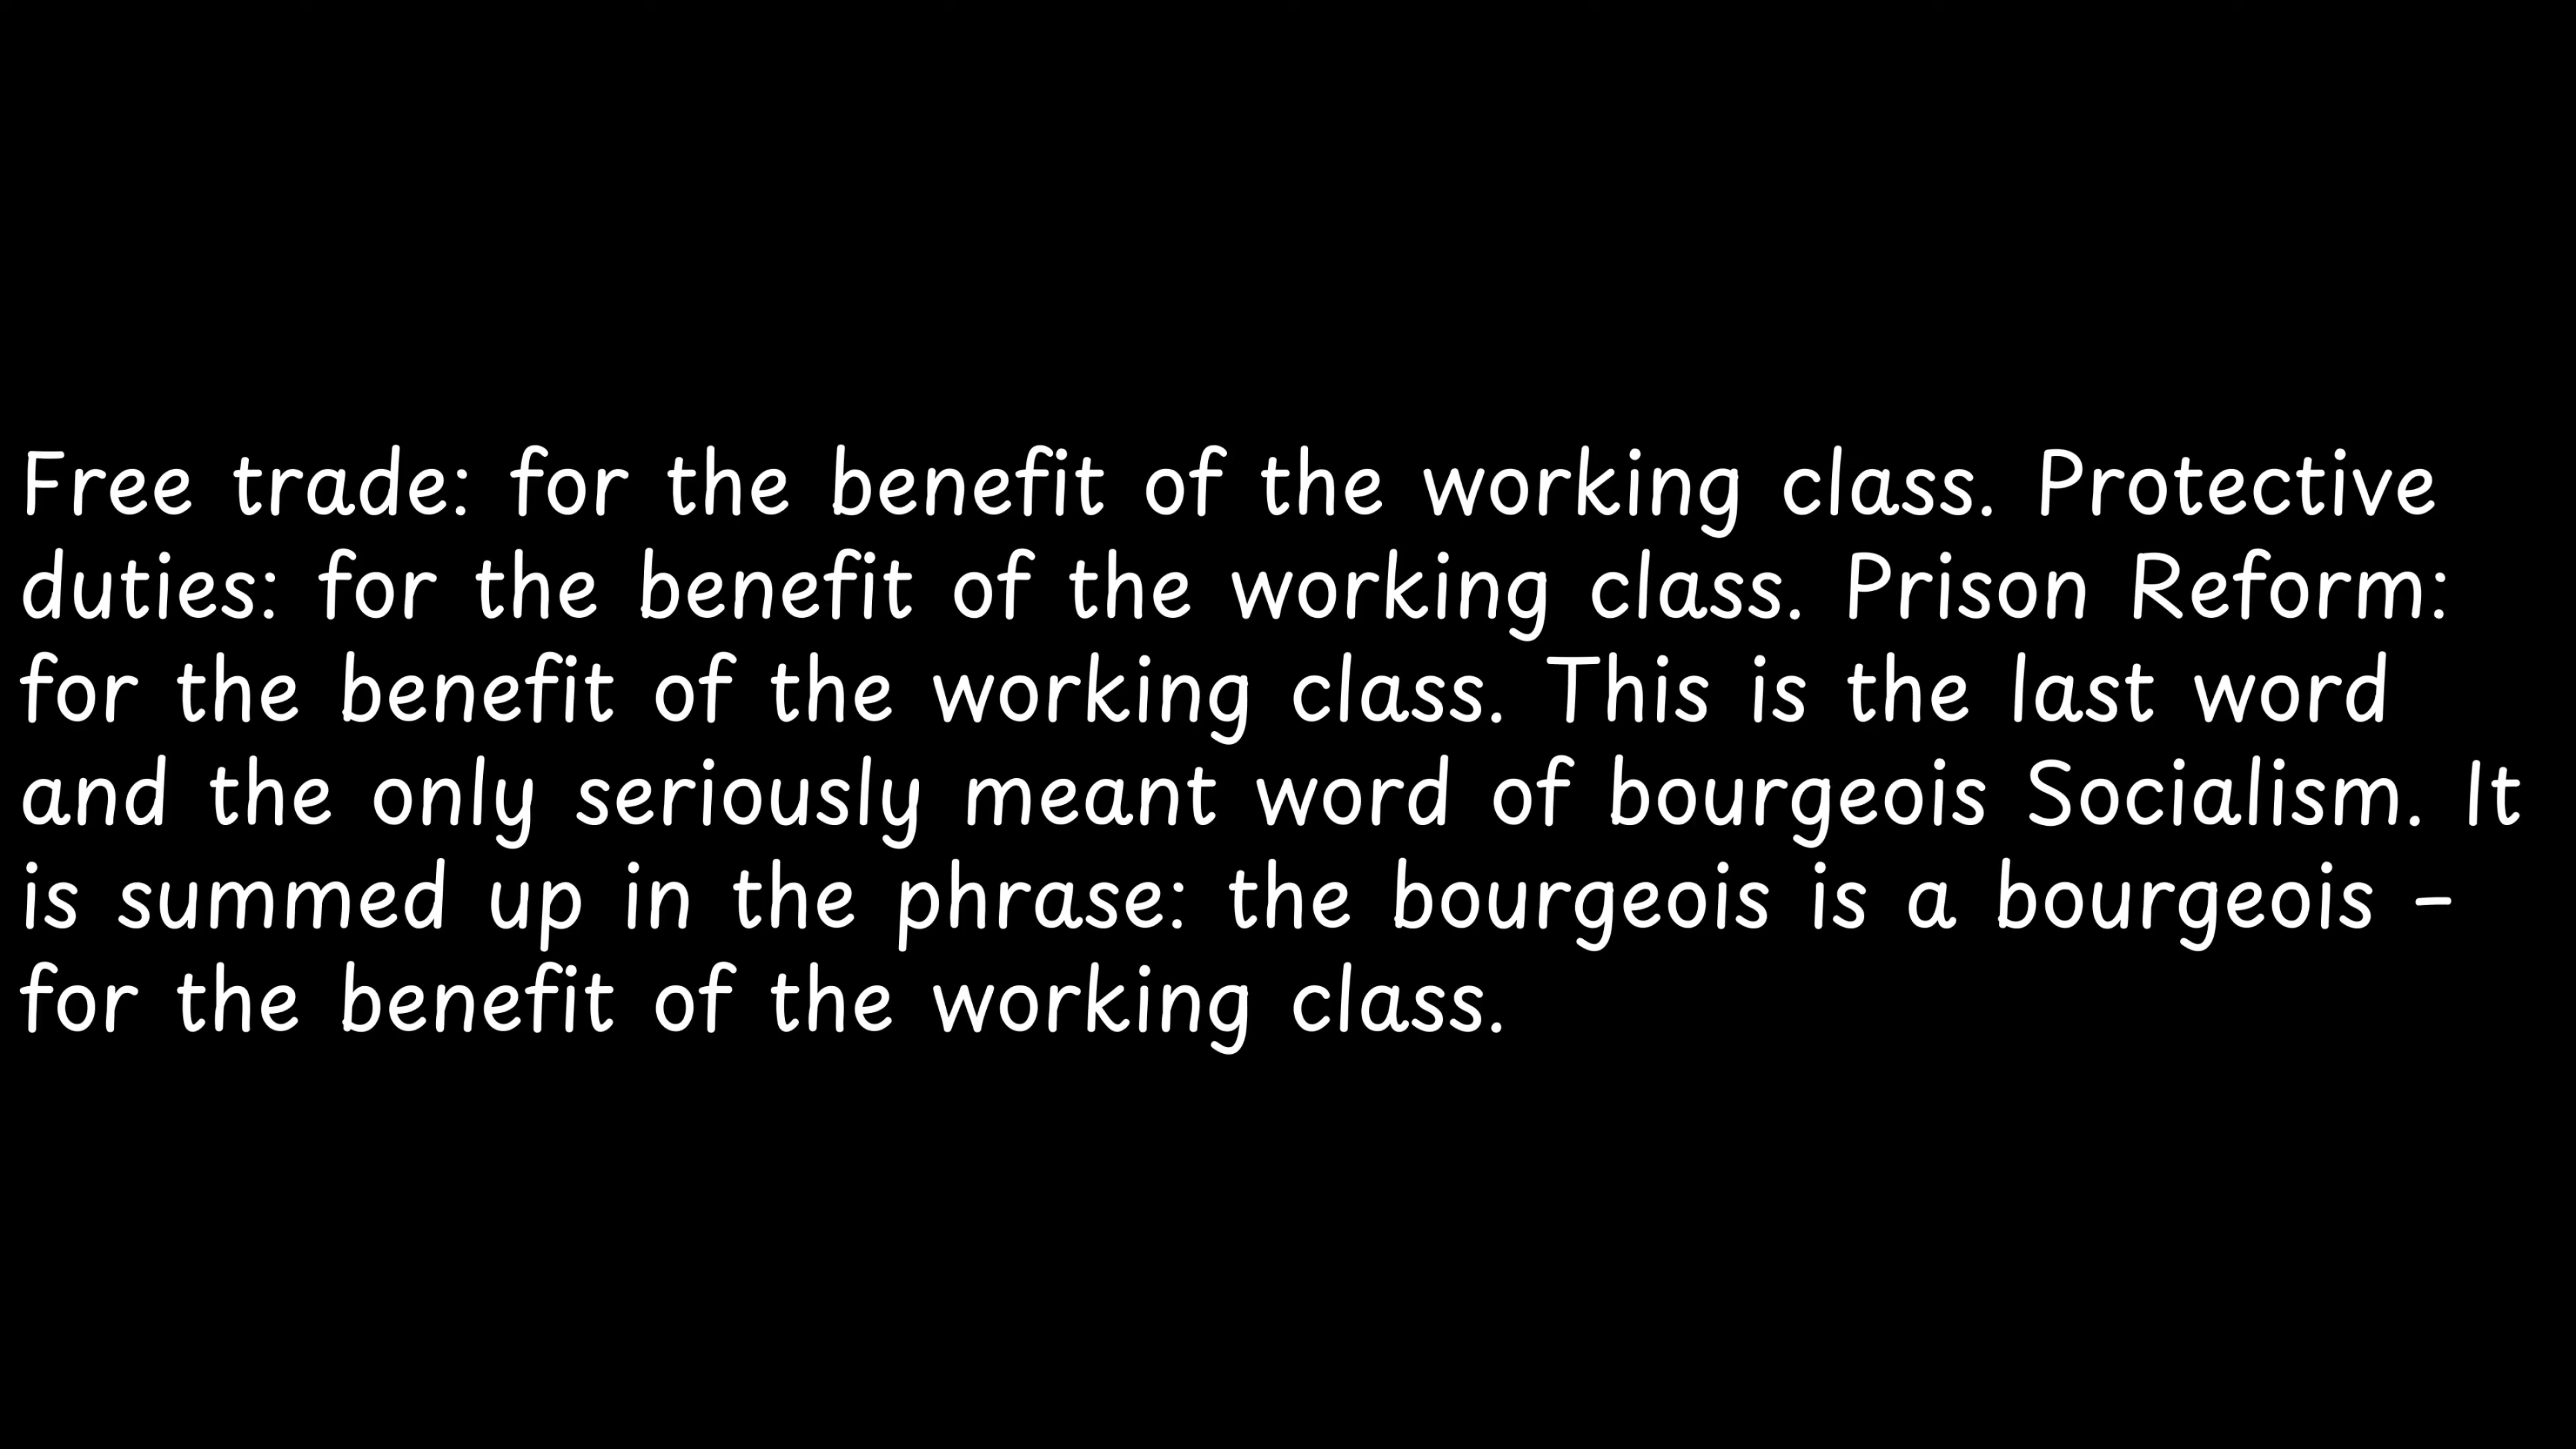 Free trade: for the benefit of the working class. Protective
duties: for the benefit of the working class. Prison Reform:
for the benefit of the working class. This is the last word
and the only seriously meant word of bourgeois Socialism. It
is summed up in the phrase: the bourgeois is a bourgeois –
for the benefit of the working class.